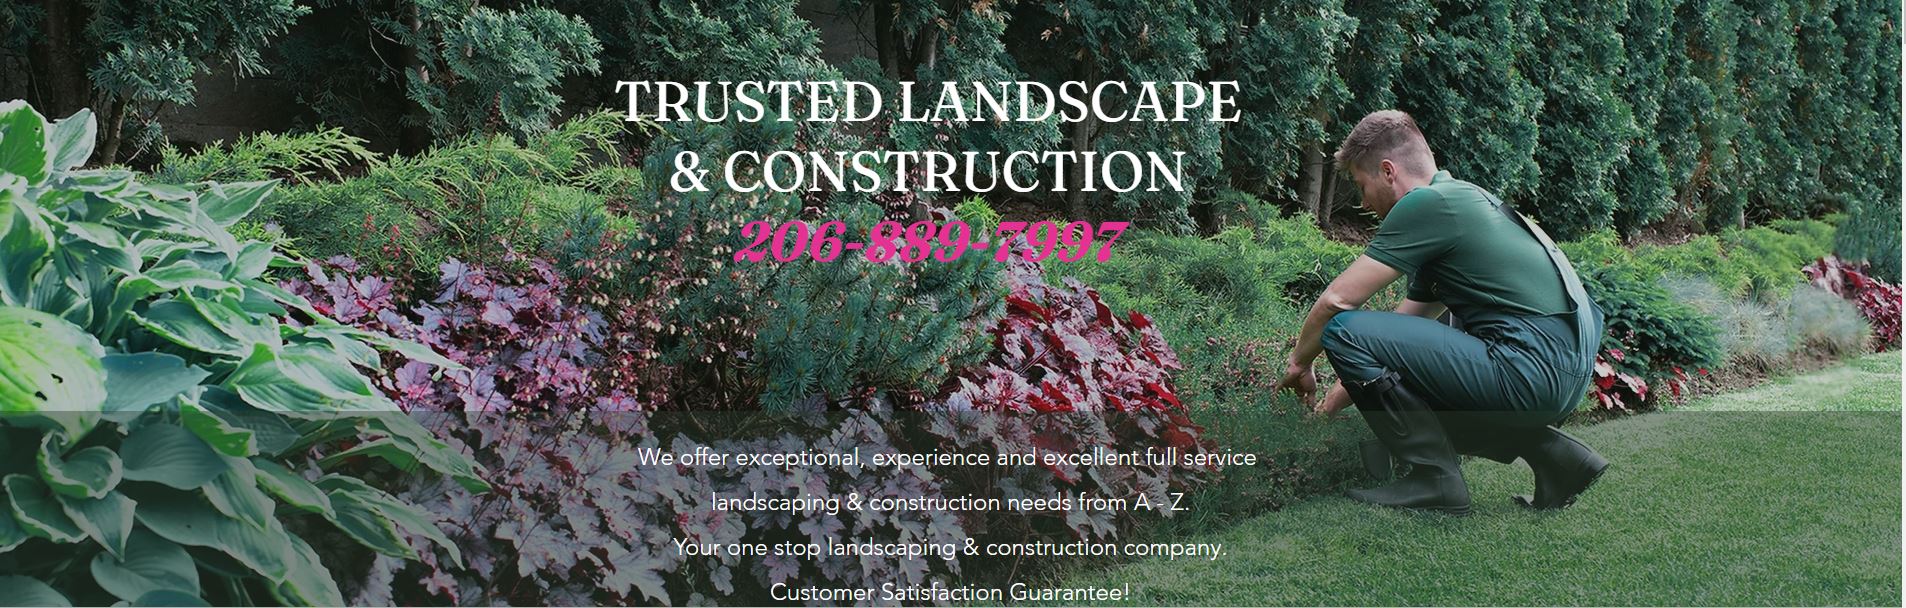 TRUSTED LANDSCAPE
& CONSTRUCTION
206-889-7997
We offer exceptional, experience and excellent full service
landscaping & construction needs from A - Z.
Your one stop landscaping & construction company.
Customer Satisfaction Guarantee!